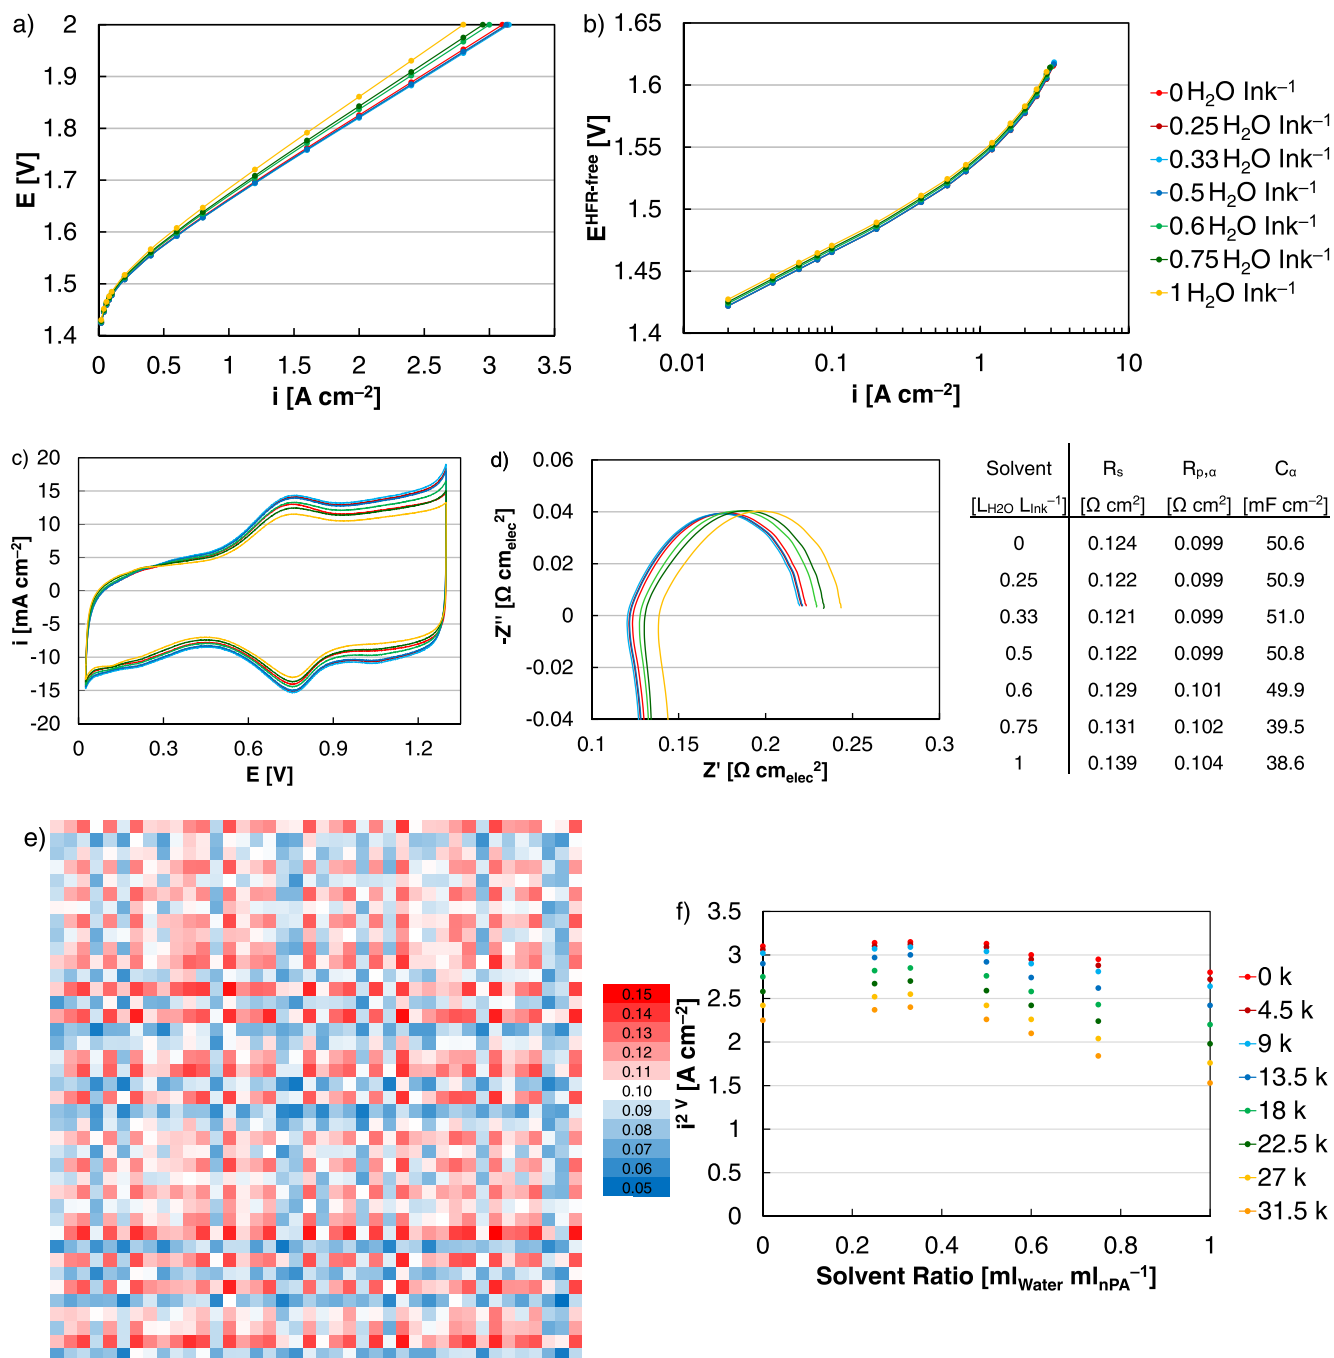 a)
2
1.9
1.8
1.7
1.6
1.5
1.4
E [V]
0 0.5 1 1.5 2 2.5 3 3.5
i [A cm⁻²]
b)
1.65
1.6
1.55
1.5
1.45
1.4
E^HFR-free [V]
0.01 0.1 1 10
i [A cm⁻²]
0 H₂O Ink⁻¹
0.25 H₂O Ink⁻¹
0.33 H₂O Ink⁻¹
0.5 H₂O Ink⁻¹
0.6 H₂O Ink⁻¹
0.75 H₂O Ink⁻¹
1 H₂O Ink⁻¹
c)
20
15
10
5
0
-5
-10
-15
-20
i [mA cm⁻²]
0 0.3 0.6 0.9 1.2
E [V]
d)
0.06
0.04
0.02
0
-0.02
-0.04
-Z'' [Ω cm_elec²]
0.1 0.15 0.2 0.25 0.3
Z' [Ω cm_elec²]
Solvent Rₛ R_p,α C_α
[L_H2O L_Ink⁻¹] [Ω cm²] [Ω cm²] [mF cm⁻²]
0 0.124 0.099 50.6
0.25 0.122 0.099 50.9
0.33 0.121 0.099 51.0
0.5 0.122 0.099 50.8
0.6 0.129 0.101 49.9
0.75 0.131 0.102 39.5
1 0.139 0.104 38.6
e)
0.15
0.14
0.13
0.12
0.11
0.10
0.09
0.08
0.07
0.06
0.05
f)
3.5
3
2.5
2
1.5
1
0.5
0
i^2 V [A cm⁻²]
0 0.2 0.4 0.6 0.8 1
Solvent Ratio [ml_Water ml_nPA⁻¹]
0 k
4.5 k
9 k
13.5 k
18 k
22.5 k
27 k
31.5 k